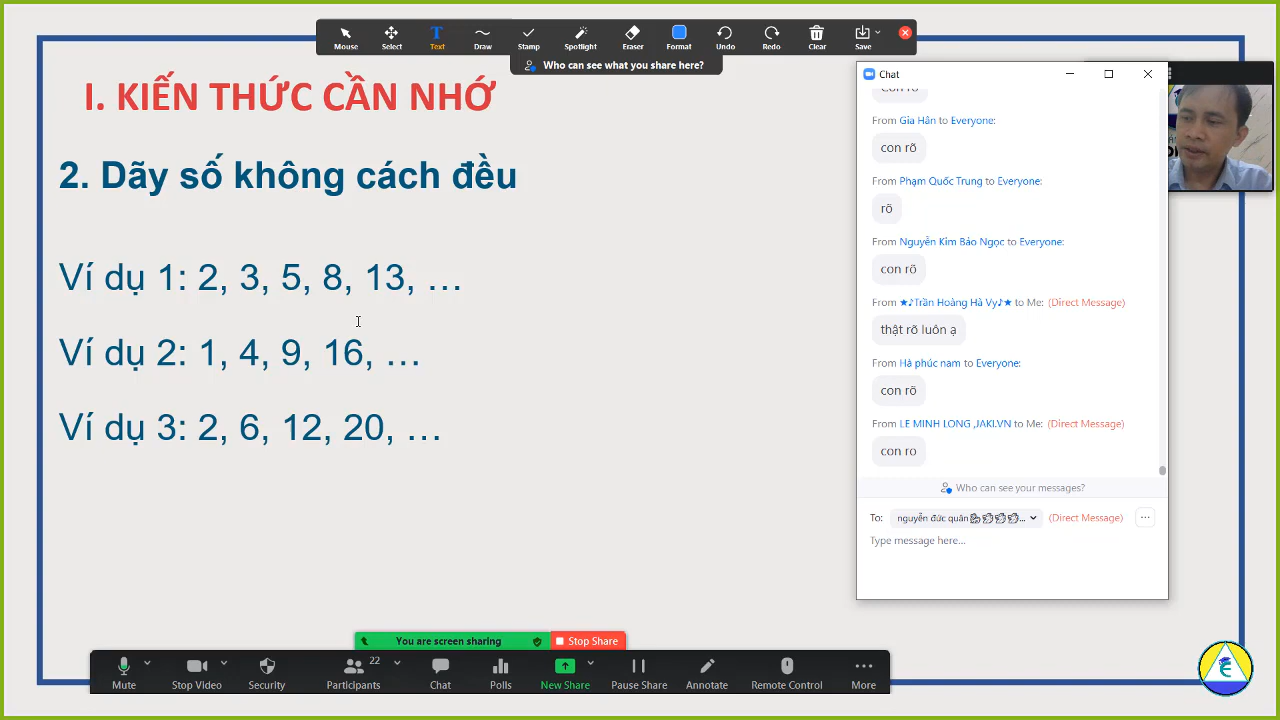 Mouse
Select
Text
Draw
Stamp
Spotlight
Eraser
Format
Undo
Redo
Clear
Save
Who can see what you share here?
I. KIẾN THỨC CẦN NHỚ
2. Dãy số không cách đều
Ví dụ 1: 2, 3, 5, 8, 13, …
Ví dụ 2: 1, 4, 9, 16, …
Ví dụ 3: 2, 6, 12, 20, …
Chat
From Gia Hân to Everyone:
con rõ
From Phạm Quốc Trung to Everyone:
rõ
From Nguyễn Kim Bảo Ngọc to Everyone:
con rõ
From ★♪Trần Hoàng Hà Vy♪★ to Me: (Direct Message)
thật rõ luôn ạ
From Hà phúc nam to Everyone:
con rõ
From LE MINH LONG ,JAKI.VN to Me: (Direct Message)
con ro
Who can see your messages?
To: nguyễn đức quân... (Direct Message)
Type message here…
You are screen sharing
Stop Share
Mute
Stop Video
Security
Participants
22
Chat
Polls
New Share
Pause Share
Annotate
Remote Control
More